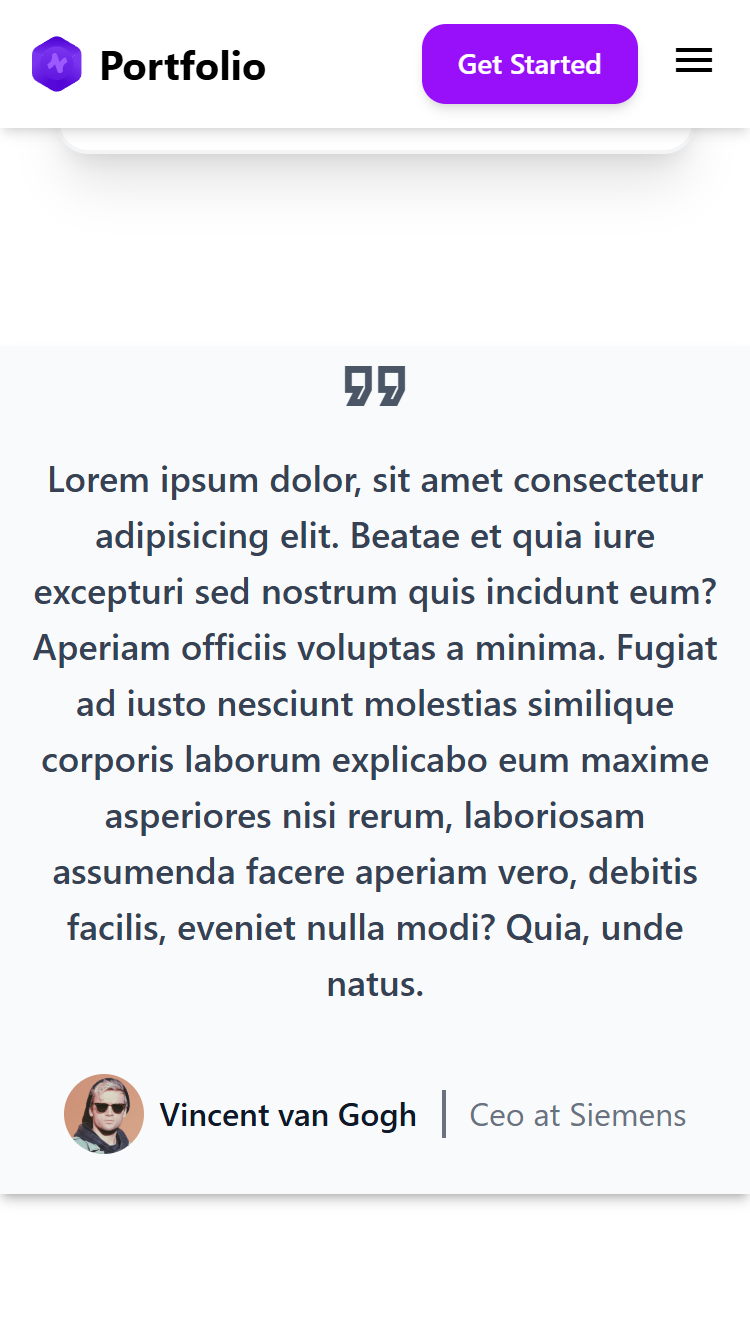 Portfolio
Get Started
Lorem ipsum dolor, sit amet consectetur
adipisicing elit. Beatae et quia iure
excepturi sed nostrum quis incidunt eum?
Aperiam officiis voluptas a minima. Fugiat
ad iusto nesciunt molestias similique
corporis laborum explicabo eum maxime
asperiores nisi rerum, laboriosam
assumenda facere aperiam vero, debitis
facilis, eveniet nulla modi? Quia, unde
natus.
Vincent van Gogh
Ceo at Siemens